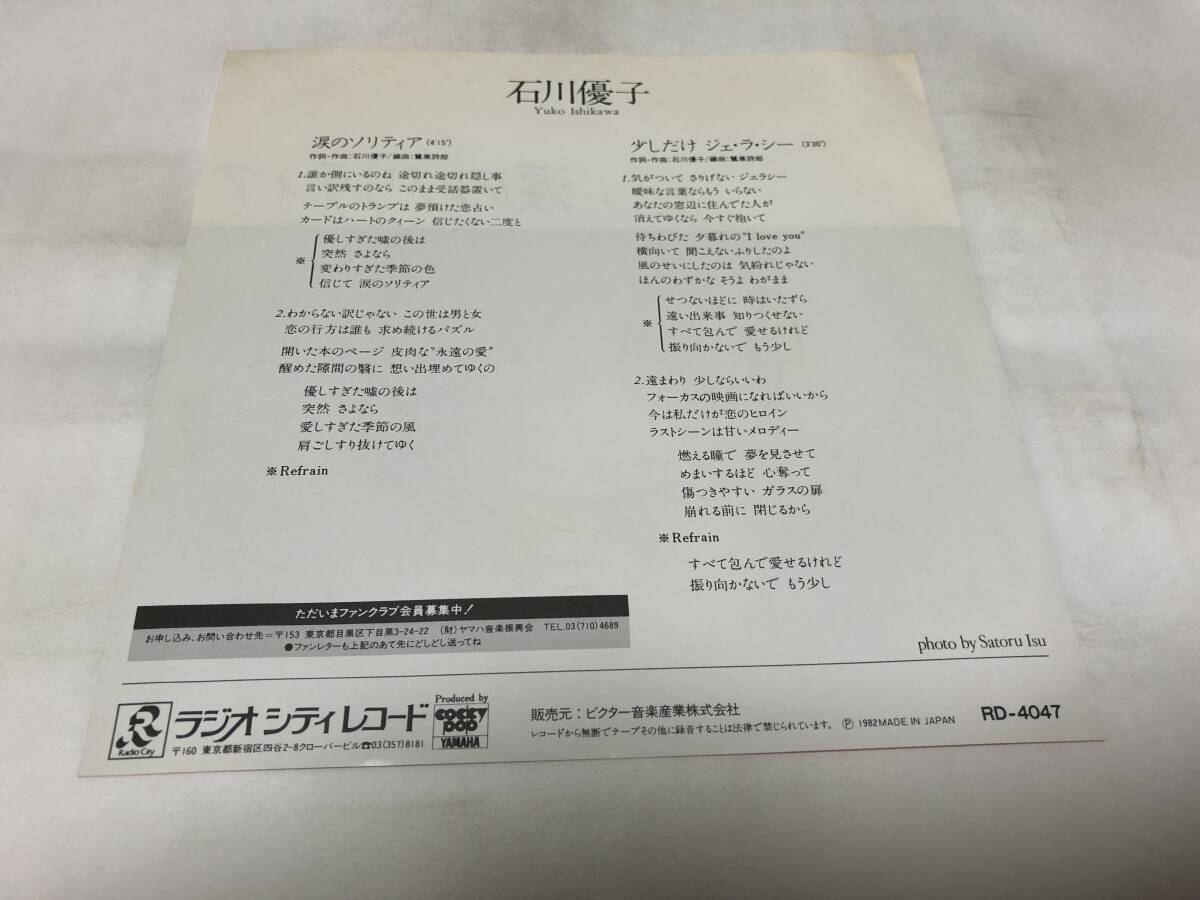 石川優子
Yuko Ishikawa
涙のソリティア (4'15")
作詞・作曲:石川優子/編曲:鷺巣詩郎
1.誰か側にいるのね 途切れ途切れ隠し事
言い訳残すのなら このまま受話器置いて
テーブルのトランプは 夢預けた恋占い
カードはハートのクィーン 信じたくない二度と
※
優しすぎた嘘の後は
突然 さよなら
変わりすぎた季節の色
信じて 涙のソリティア
2.わからない訳じゃない この世は男と女
恋の行方は誰も 求め続けるパズル
開いた本のページ 皮肉な"永遠の愛"
醒めた隙間の翳に 想い出埋めてゆくの
優しすぎた嘘の後は
突然 さよなら
愛しすぎた季節の風
肩ごしすり抜けてゆく
※Refrain
少しだけ ジェ・ラ・シー (3'30")
作詞・作曲:石川優子/編曲:鷺巣詩郎
1.気がついて さりげない ジェラシー
曖昧な言葉ならもう いらない
あなたの窓辺に住んでた人が
消えてゆくなら 今すぐ抱いて
待ちわびた 夕暮れの"I love you"
横向いて 聞こえないふりしたのよ
風のせいにしたのは 気紛れじゃない
ほんのわずかな そうよ わがまま
※
せつないほどに 時はいたずら
遠い出来事 知りつくせない
すべて包んで 愛せるけれど
振り向かないで もう少し
2.遠まわり 少しならいいわ
フォーカスの映画になればいいから
今は私だけが恋のヒロイン
ラストシーンは甘いメロディー
燃える瞳で 夢を見させて
めまいするほど 心奪って
傷つきやすい ガラスの扉
崩れる前に 閉じるから
※Refrain
すべて包んで愛せるけれど
振り向かないで もう少し
ただいまファンクラブ会員募集中!
お申し込み、お問い合わせ先=〒153 東京都目黒区下目黒3-24-22 (財)ヤマハ音楽振興会 TEL.03(710)4689
●ファンレターも上記のあて先にどしどし送ってね
photo by Satoru Isu
Radio City
ラジオ シティ レコード
〒160 東京都新宿区四谷2-8クローバービル☎03(357)8181
Produced by
cocky
pop
YAMAHA
販売元:ビクター音楽産業株式会社
レコードから無断でテープその他に録音することは法律で禁じられています。 Ⓟ 1982 MADE IN JAPAN
RD-4047